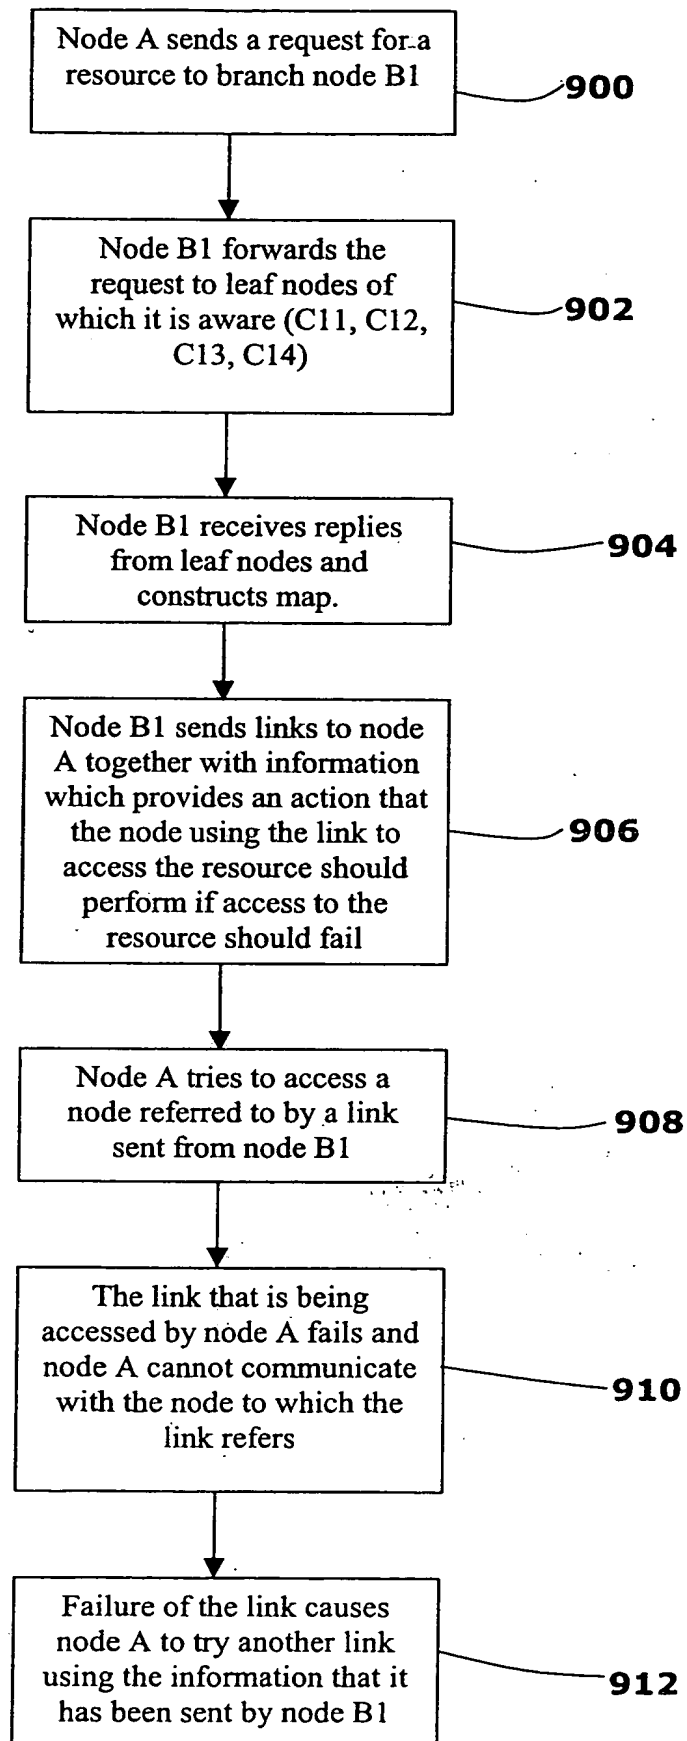 Node A sends a request for a
resource to branch node B1
900
Node B1 forwards the
request to leaf nodes of
which it is aware (C11, C12,
C13, C14)
902
Node B1 receives replies
from leaf nodes and
constructs map.
904
Node B1 sends links to node
A together with information
which provides an action that
the node using the link to
access the resource should
perform if access to the
resource should fail
906
Node A tries to access a
node referred to by a link
sent from node B1
908
The link that is being
accessed by node A fails and
node A cannot communicate
with the node to which the
link refers
910
Failure of the link causes
node A to try another link
using the information that it
has been sent by node B1
912